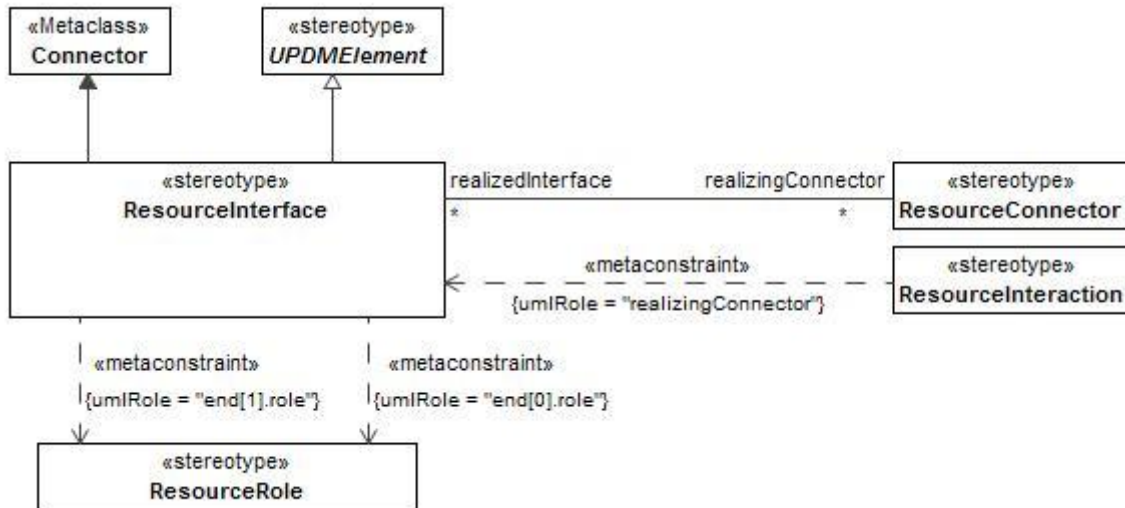 «Metaclass»
Connector
«stereotype»
UPDMElement
«stereotype»
ResourceInterface
realizedInterface
realizingConnector
*
*
«stereotype»
ResourceConnector
«metaconstraint»
{umlRole = "realizingConnector"}
«stereotype»
ResourceInteraction
«metaconstraint»
{umlRole = "end[1].role"}
«metaconstraint»
{umlRole = "end[0].role"}
«stereotype»
ResourceRole